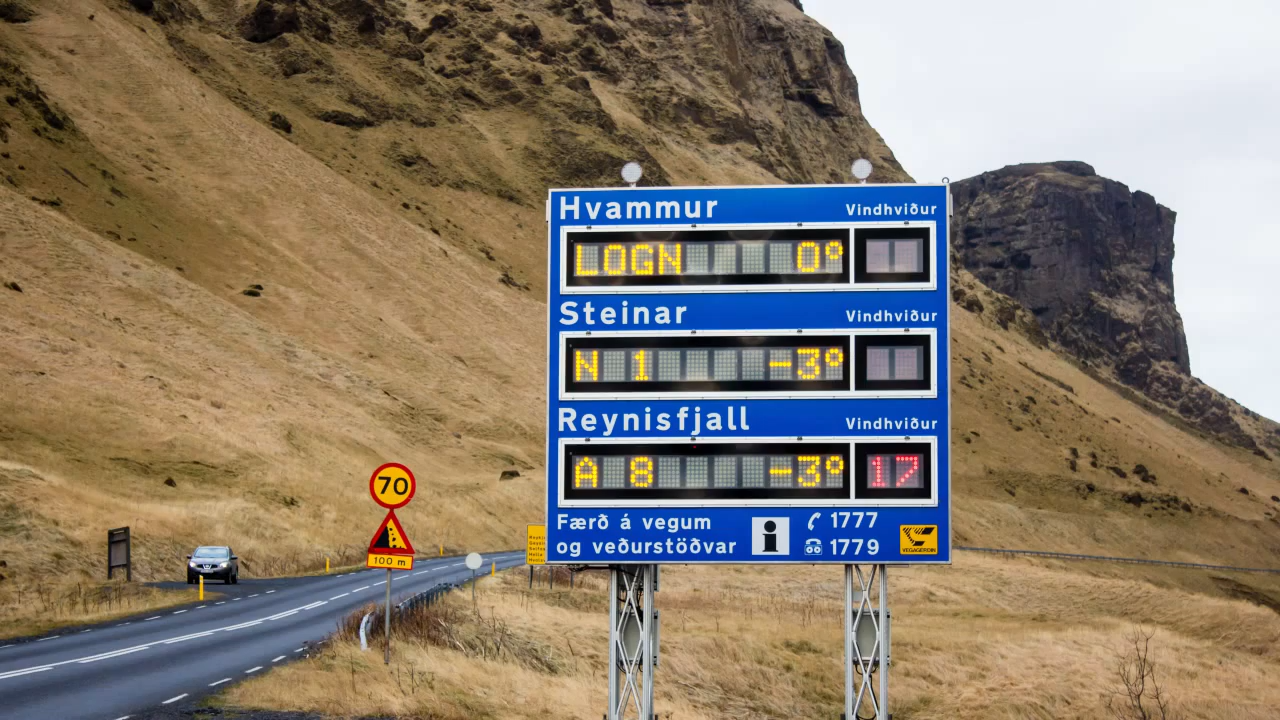 Hvammur Vindhviður
LOGN 0°
Steinar Vindhviður
N 1 -3°
Reynisfjall Vindhviður
A 8 -3° 17
Færð á vegum 1777
og veðurstöðvar 1779
VEGAGERÐIN
70
100 m